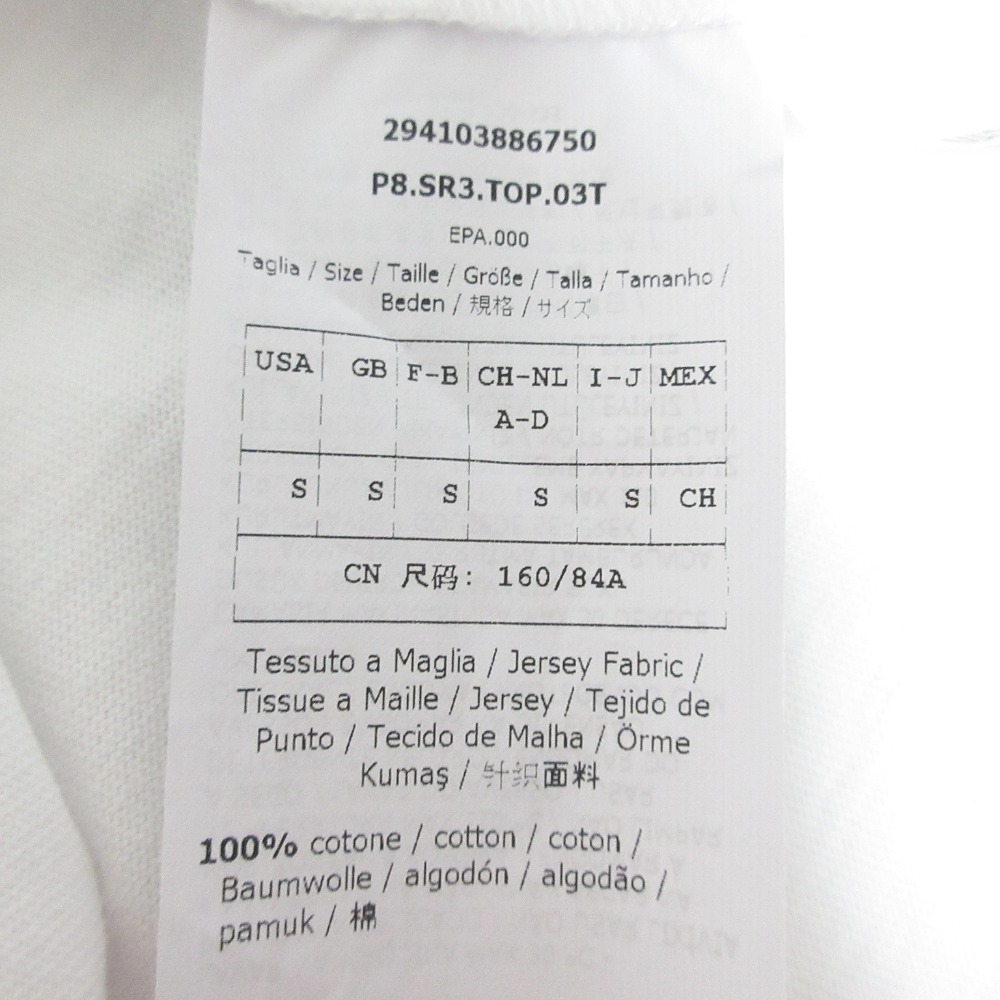 294103886750
P8.SR3.TOP.03T
EPA.000
Taglia / Size / Taille / Größe / Talla / Tamanho /
Beden / 規格 / サイズ
USA GB F-B CH-NL I-J MEX
A-D
S S S S S CH
CN 尺码: 160/84A
Tessuto a Maglia / Jersey Fabric /
Tissue a Maille / Jersey / Tejido de
Punto / Tecido de Malha / Örme
Kumaş / 针织面料
100% cotone / cotton / coton /
Baumwolle / algodón / algodão /
pamuk / 棉